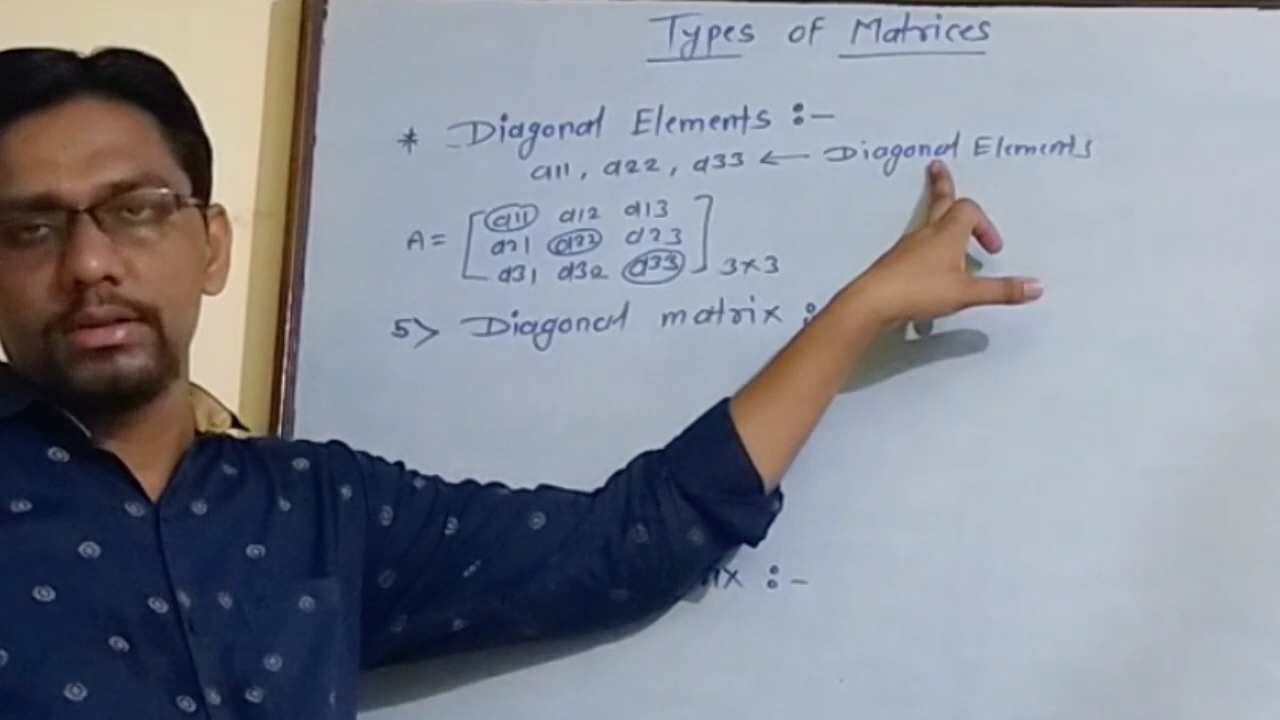 Types of Matrices
* Diagonal Elements :-
a11, a22, a33 ← Diagonal Elements
A = [ a11 a12 a13
a21 a22 a23
a31 a32 a33 ] 3×3
5> Diagonal matrix :
:-